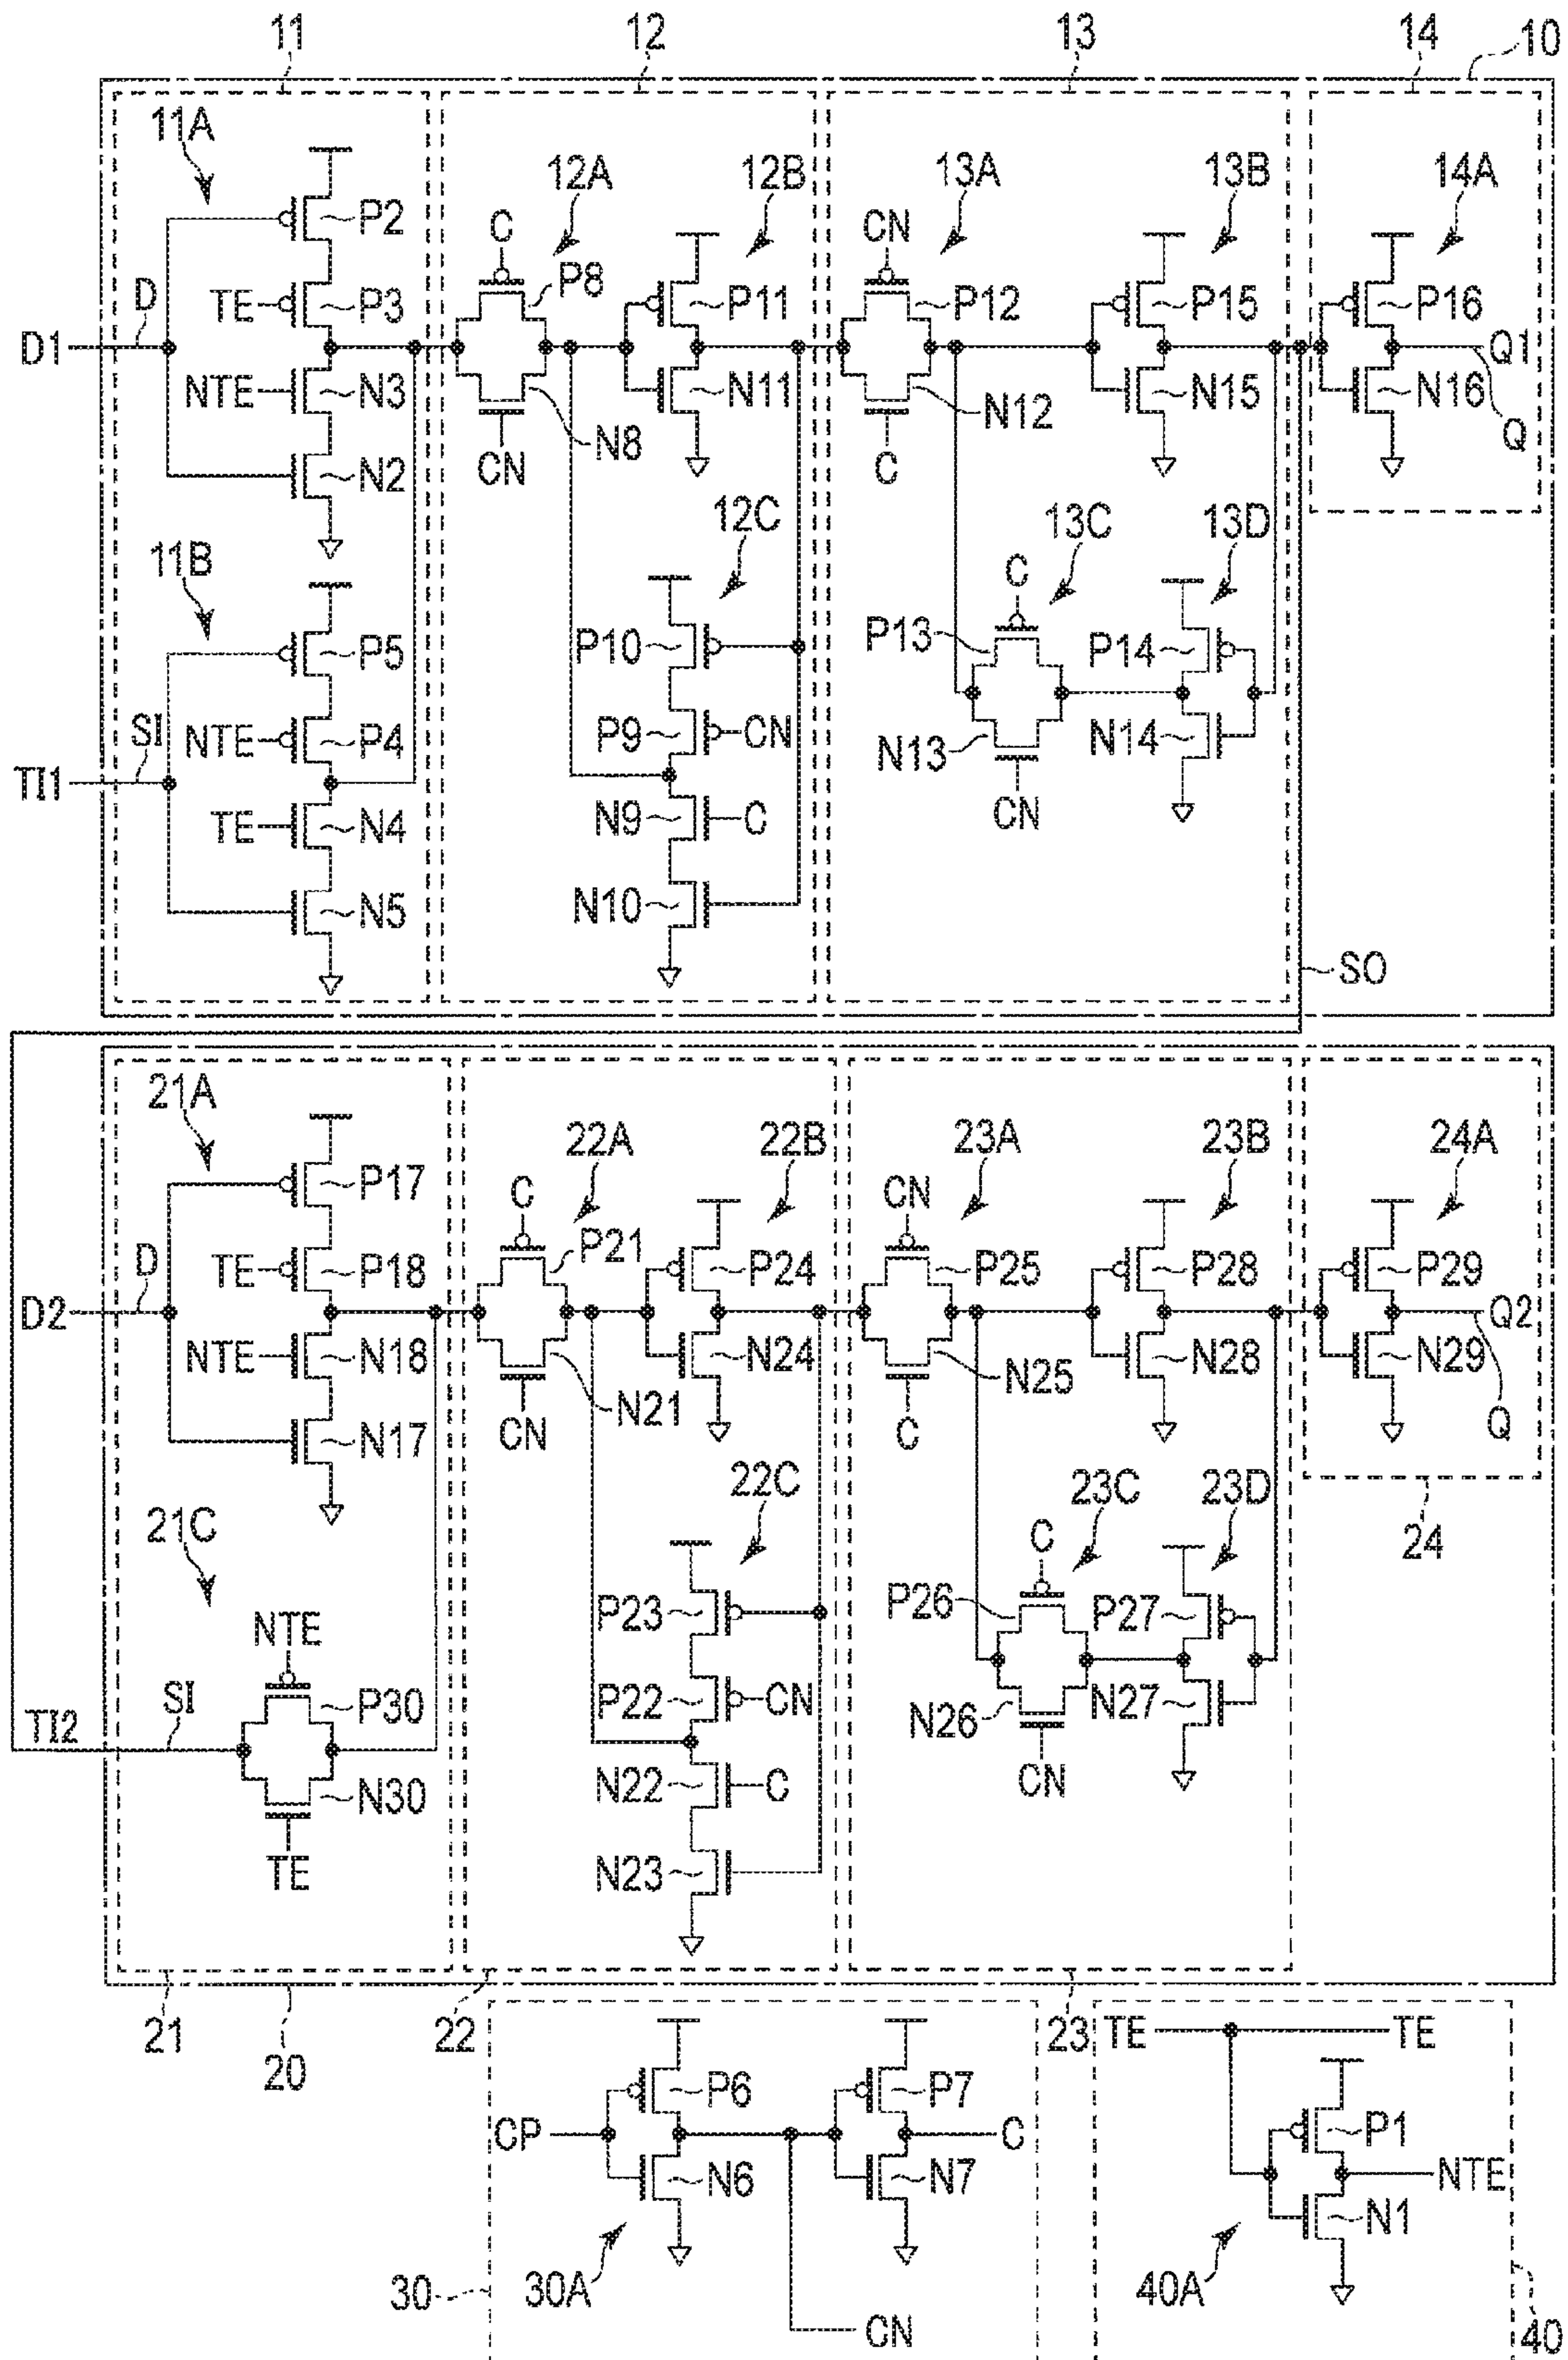 11 12 13 14 10
11A
12A 12B 13A 13B 14A
P2 C P8 P11 CN P12 P15 P16
D TE P3
D1 Q1
NTE N3 N8 N11 N12 N15 N16
CN C Q
N2
12C 13C 13D
11B
P10 C P13 P14
P5
SI NTE P4 P9 CN N13 N14
TI1
TE N4 N9 C CN
N5 N10
SO
21A
22A 22B 23A 23B 24A
P17 C P21 P24 CN P25 P28 P29
D TE P18
D2 Q2
NTE N18 N21 N24 N25 N28 N29
CN C Q
N17
22C 23C 23D
21C 24
P23 C P26 P27
NTE
SI P30 P22 CN N26 N27
TI2
N30 N22 C CN
TE N23
21 20 22 23
TE TE
P6 P7 P1
CP C
N6 N7 NTE
N1
30 30A 40A
CN 40